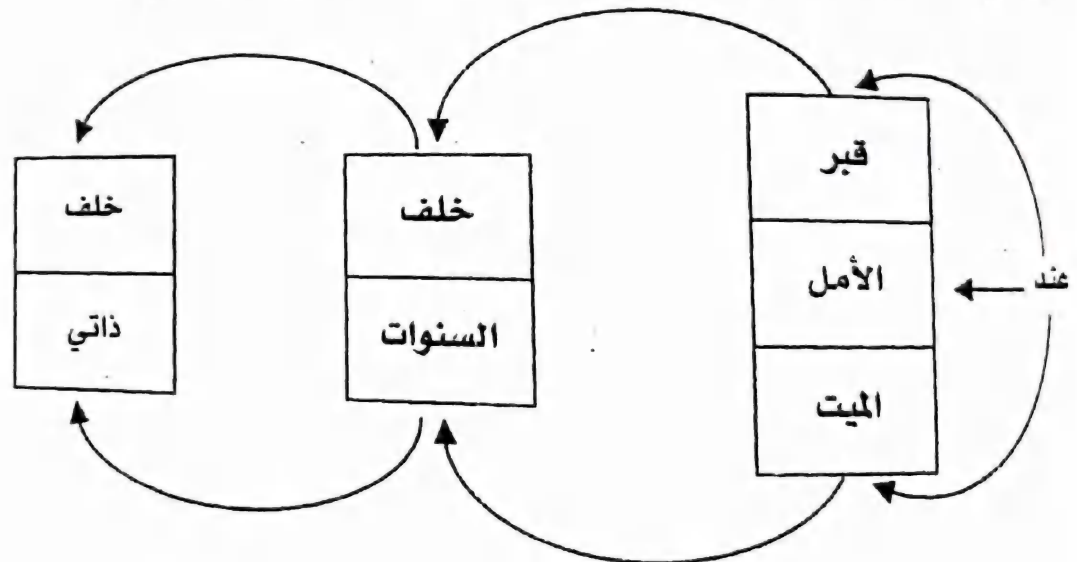 عند
قبر
الأمل
الميت
خلف
السنوات
خلف
ذاتي